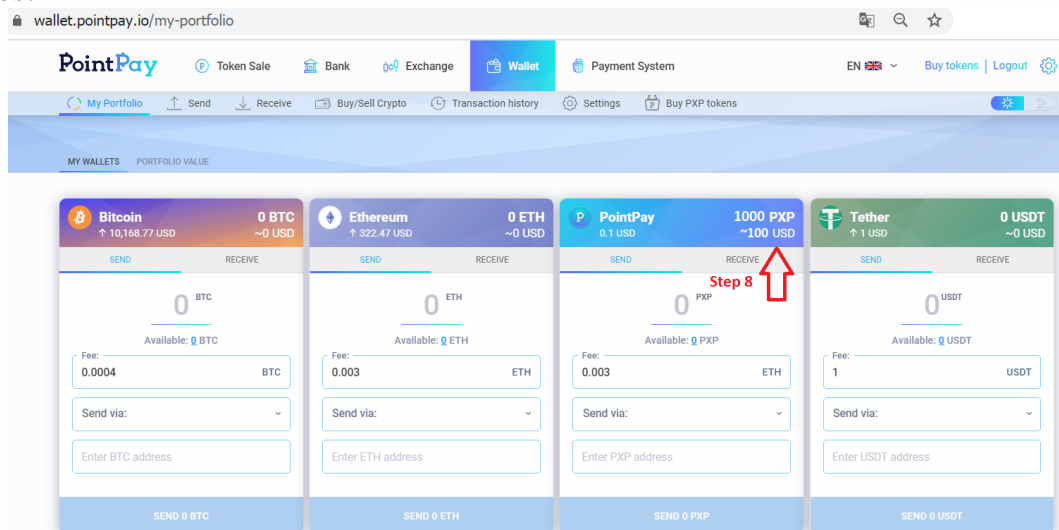 wallet.pointpay.io/my-portfolio
PointPay Token Sale Bank Exchange Wallet Payment System EN Buy tokens | Logout
My Portfolio Send Receive Buy/Sell Crypto Transaction history Settings Buy PXP tokens
MY WALLETS PORTFOLIO VALUE
Bitcoin 0 BTC
↑ 10,168.77 USD ~0 USD
SEND RECEIVE
0 BTC
Available: 0 BTC
Fee:
0.0004 BTC
Send via:
Enter BTC address
SEND 0 BTC
Ethereum 0 ETH
↑ 322.47 USD ~0 USD
SEND RECEIVE
0 ETH
Available: 0 ETH
Fee:
0.003 ETH
Send via:
Enter ETH address
SEND 0 ETH
PointPay 1000 PXP
0.1 USD ~100 USD
SEND RECEIVE
Step 8
0 PXP
Available: 0 PXP
Fee:
0.003 ETH
Send via:
Enter PXP address
SEND 0 PXP
Tether 0 USDT
↑ 1 USD ~0 USD
SEND RECEIVE
0 USDT
Available: 0 USDT
Fee:
1 USDT
Send via:
Enter USDT address
SEND 0 USDT